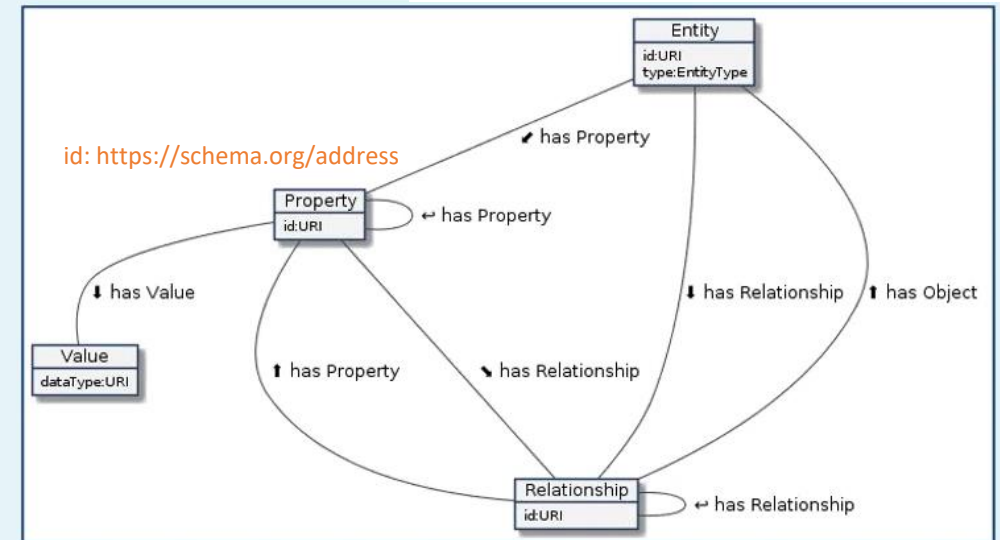 Entity
id:URI
type:EntityType
⬋ has Property
id: https://schema.org/address
Property
id:URI
↩ has Property
⬇ has Value
⬇ has Relationship
⬆ has Object
Value
dataType:URI
⬆ has Property
⬊ has Relationship
Relationship
id:URI
↩ has Relationship